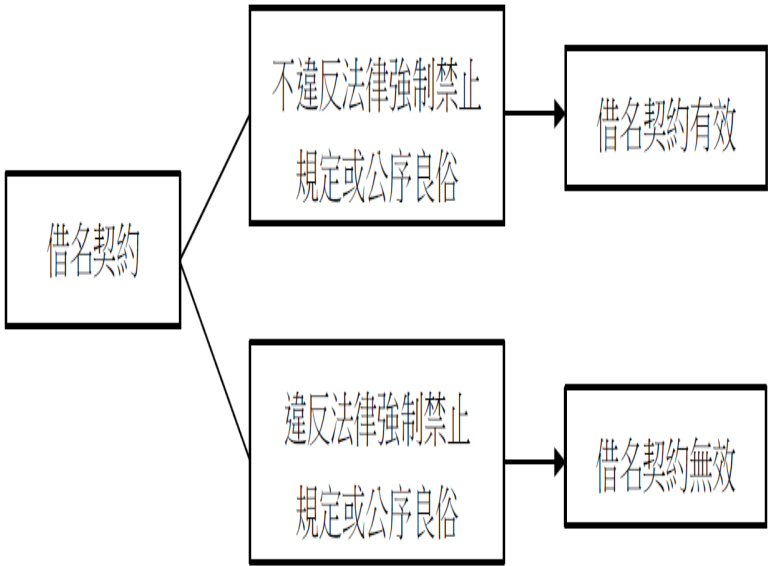 借名契約
不違反法律強制禁止
規定或公序良俗
借名契約有效
違反法律強制禁止
規定或公序良俗
借名契約無效